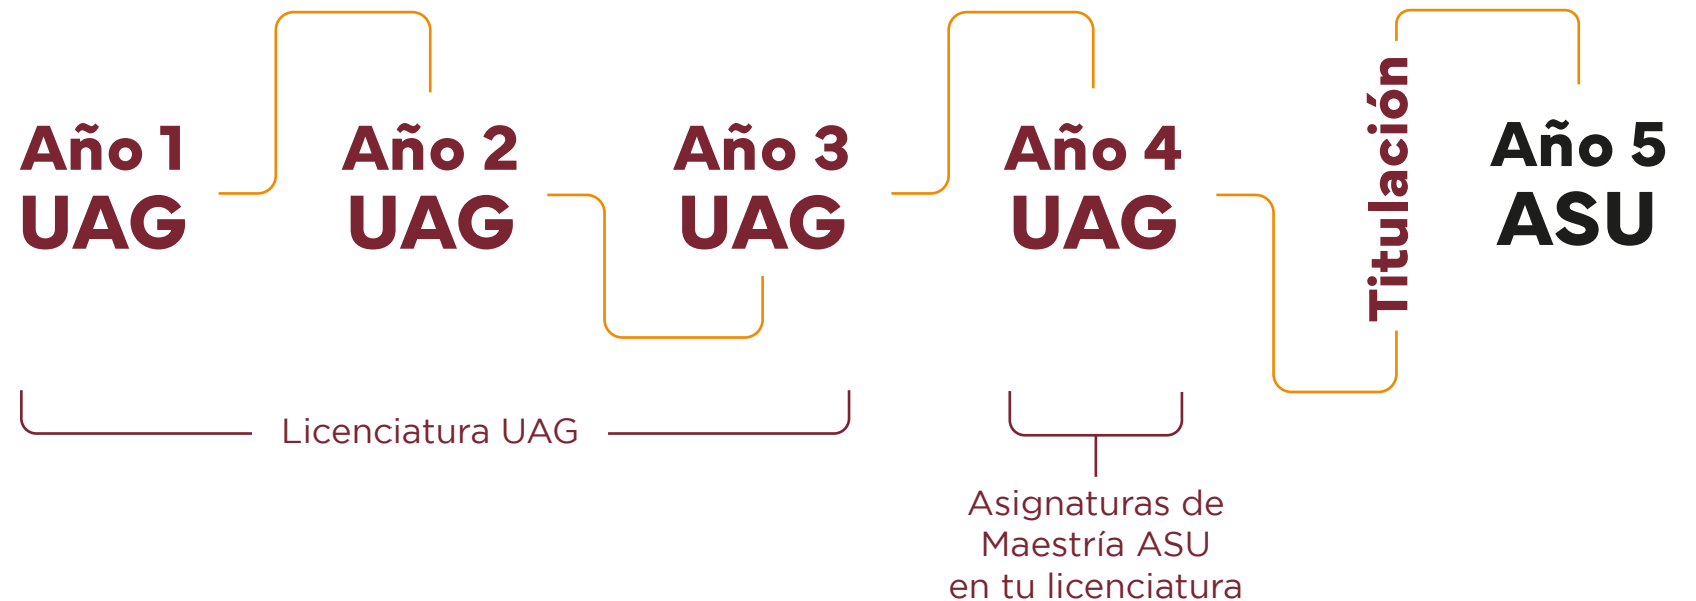 Año 1
UAG
Año 2
UAG
Año 3
UAG
Año 4
UAG
Titulación
Año 5
ASU
Licenciatura UAG
Asignaturas de
Maestría ASU
en tu licenciatura